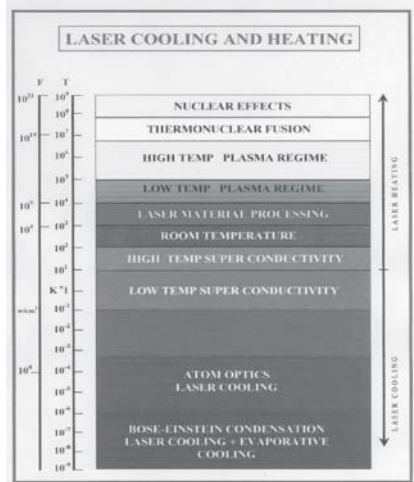 LASER COOLING AND HEATING
F T
10²¹ 10⁹
NUCLEAR EFFECTS
10⁸
THERMONUCLEAR FUSION
10⁷
10⁶
HIGH TEMP PLASMA REGIME
10⁵
LOW TEMP PLASMA REGIME
10⁴
LASER MATERIAL PROCESSING
10³
ROOM TEMPERATURE
10²
HIGH TEMP SUPER CONDUCTIVITY
10¹
K°1
LOW TEMP SUPER CONDUCTIVITY
10⁻¹
10⁻²
10⁻³
10⁻⁴
ATOM OPTICS
LASER COOLING
10⁻⁵
10⁻⁶
10⁻⁷
BOSE-EINSTEIN CONDENSATION
LASER COOLING + EVAPORATIVE
COOLING
10⁻⁸
10⁻⁹
LASER HEATING
LASER COOLING